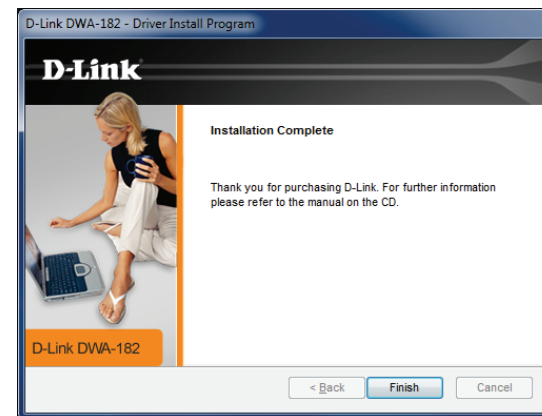 D-Link DWA-182 - Driver Install Program
D-Link
Installation Complete
Thank you for purchasing D-Link. For further information
please refer to the manual on the CD.
D-Link DWA-182
< Back
Finish
Cancel